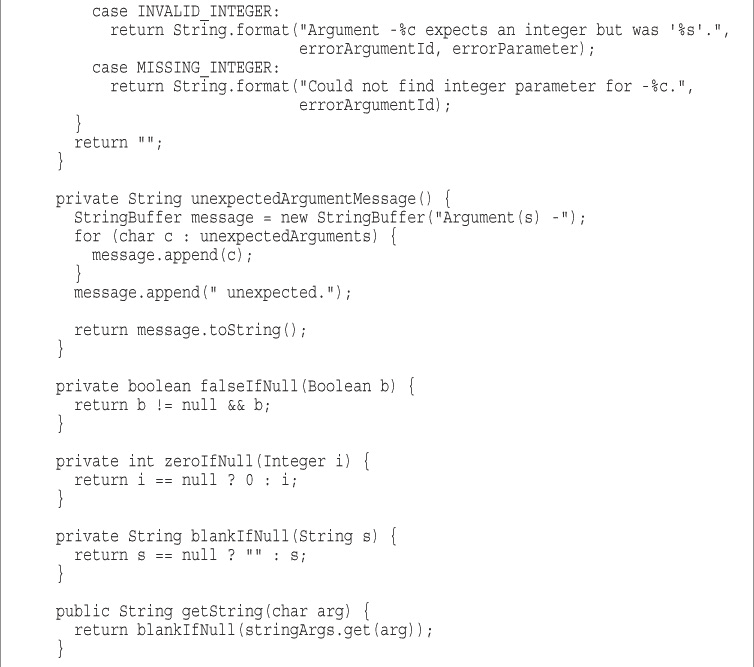 case INVALID_INTEGER:
      return String.format("Argument -%c expects an integer but was '%s'.",
                           errorArgumentId, errorParameter);
    case MISSING_INTEGER:
      return String.format("Could not find integer parameter for -%c.",
                           errorArgumentId);
  }
  return "";
}

private String unexpectedArgumentMessage() {
  StringBuffer message = new StringBuffer("Argument(s) -");
  for (char c : unexpectedArguments) {
    message.append(c);
  }
  message.append(" unexpected.");

  return message.toString();
}

private boolean falseIfNull(Boolean b) {
  return b != null && b;
}

private int zeroIfNull(Integer i) {
  return i == null ? 0 : i;
}

private String blankIfNull(String s) {
  return s == null ? "" : s;
}

public String getString(char arg) {
  return blankIfNull(stringArgs.get(arg));
}